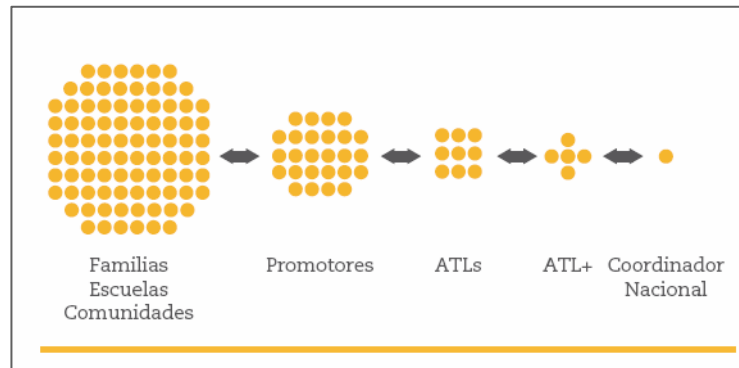 Familias
Escuelas
Comunidades
Promotores
ATLs
ATL+
Coordinador
Nacional